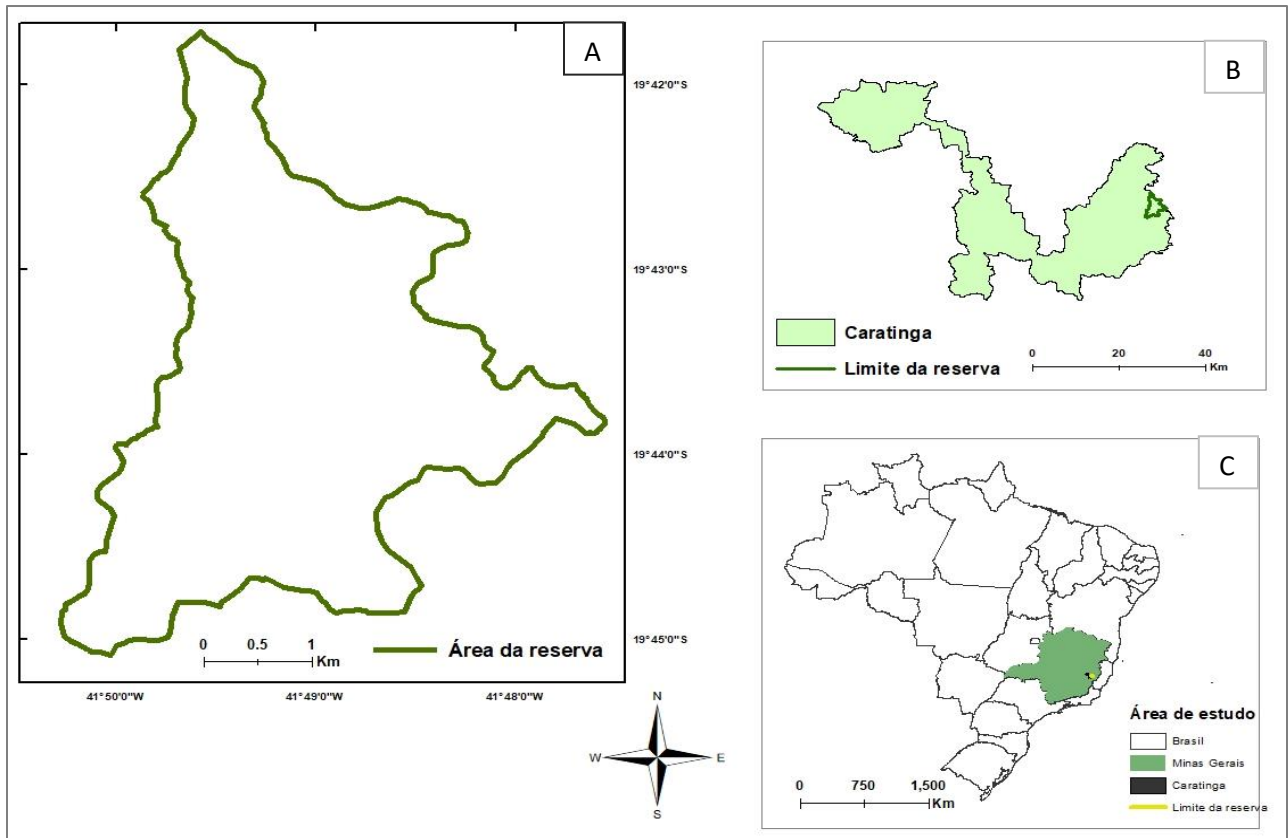 A
19°42'0"S
19°43'0"S
19°44'0"S
19°45'0"S
0 0.5 1
Km
Área da reserva
41°50'0"W 41°49'0"W 41°48'0"W
N
W E
S
B
Caratinga
Limite da reserva
0 20 40
Km
C
Área de estudo
Brasil
Minas Gerais
Caratinga
Limite da reserva
0 750 1,500
Km